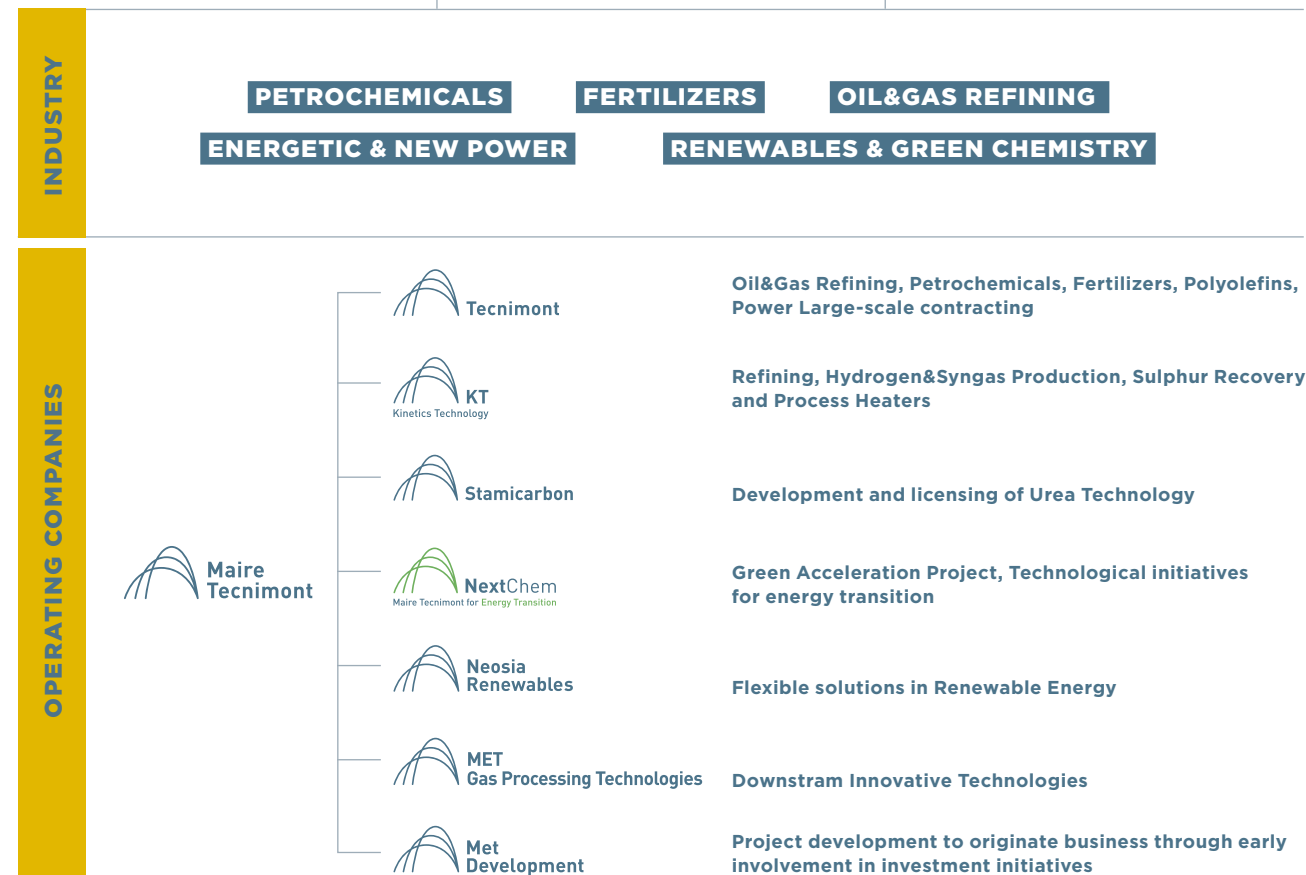 INDUSTRY
PETROCHEMICALS
FERTILIZERS
OIL&GAS REFINING
ENERGETIC & NEW POWER
RENEWABLES & GREEN CHEMISTRY
OPERATING COMPANIES
Maire
Tecnimont
Tecnimont
Oil&Gas Refining, Petrochemicals, Fertilizers, Polyolefins,
Power Large-scale contracting
KT
Kinetics Technology
Refining, Hydrogen&Syngas Production, Sulphur Recovery
and Process Heaters
Stamicarbon
Development and licensing of Urea Technology
NextChem
Maire Tecnimont for Energy Transition
Green Acceleration Project, Technological initiatives
for energy transition
Neosia
Renewables
Flexible solutions in Renewable Energy
MET
Gas Processing Technologies
Downstram Innovative Technologies
Met
Development
Project development to originate business through early
involvement in investment initiatives